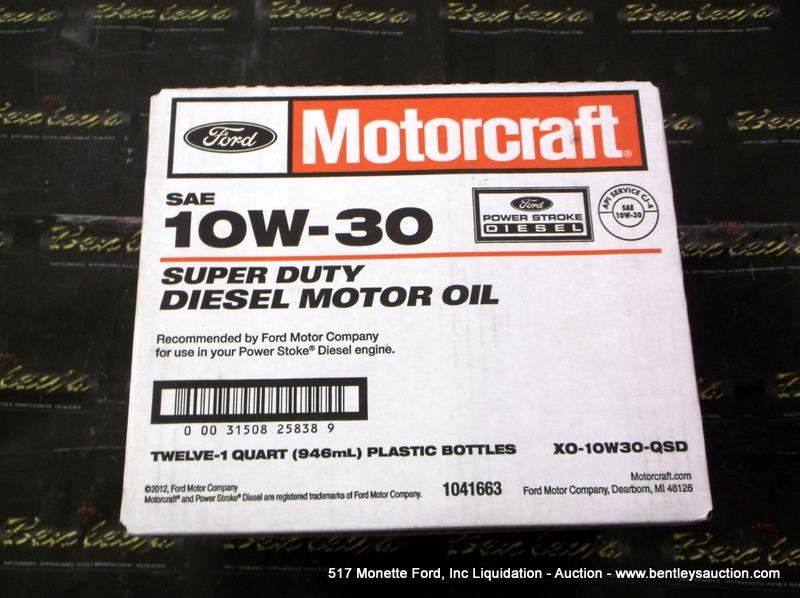 Ford Motorcraft®
SAE
10W-30
Ford
POWER STROKE
DIESEL
API SERVICE CJ-4
SAE
10W-30
SUPER DUTY
DIESEL MOTOR OIL
Recommended by Ford Motor Company
for use in your Power Stoke® Diesel engine.
0 00 31508 25838 9
TWELVE-1 QUART (946mL) PLASTIC BOTTLES XO-10W30-QSD
©2012, Ford Motor Company
Motorcraft® and Power Stroke® Diesel are registered trademarks of Ford Motor Company.
1041663
Motorcraft.com
Ford Motor Company, Dearborn, MI 48126
517 Monette Ford, Inc Liquidation - Auction - www.bentleysauction.com